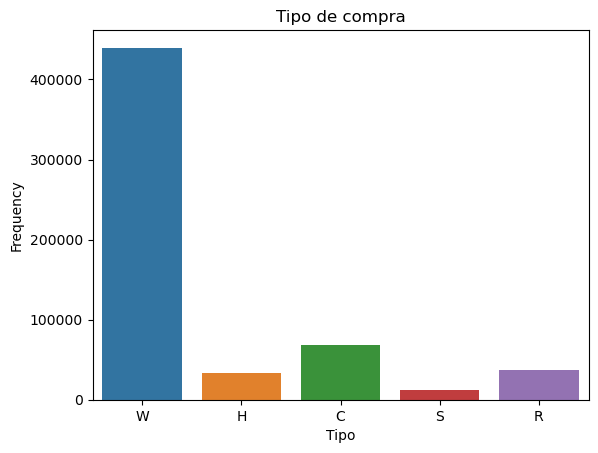 Tipo de compra
Frequency
400000
300000
200000
100000
0
W H C S R
Tipo